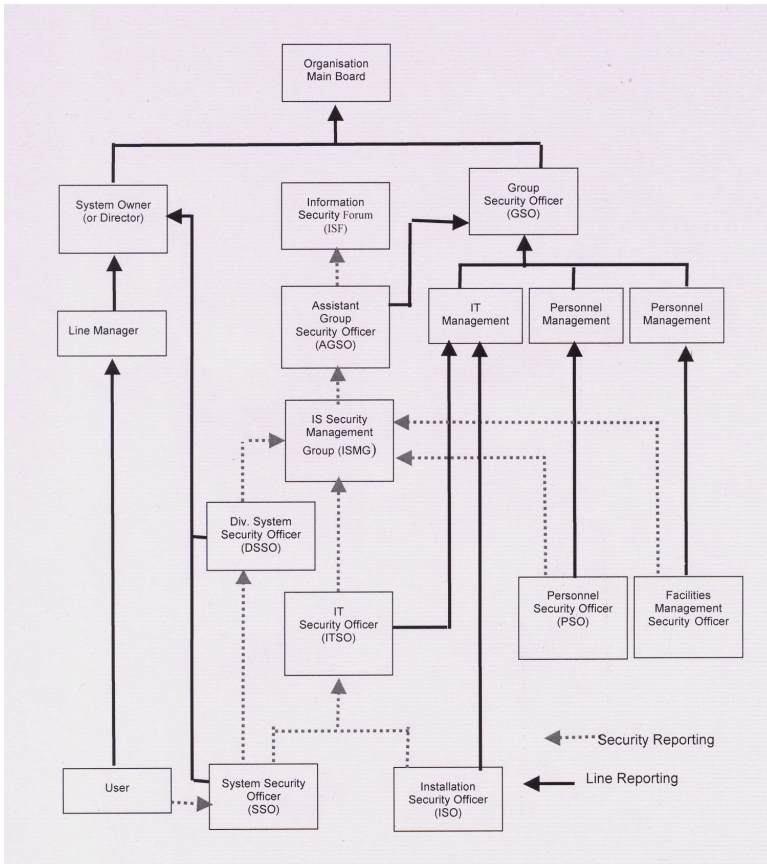 Organisation
Main Board
System Owner
(or Director)
Information
Security Forum
(ISF)
Group
Security Officer
(GSO)
Line Manager
Assistant
Group
Security Officer
(AGSO)
IT
Management
Personnel
Management
Personnel
Management
IS Security
Management
Group (ISMG)
Div. System
Security Officer
(DSSO)
IT
Security Officer
(ITSO)
Personnel
Security Officer
(PSO)
Facilities
Management
Security Officer
Security Reporting
Line Reporting
User
System Security
Officer
(SSO)
Installation
Security Officer
(ISO)